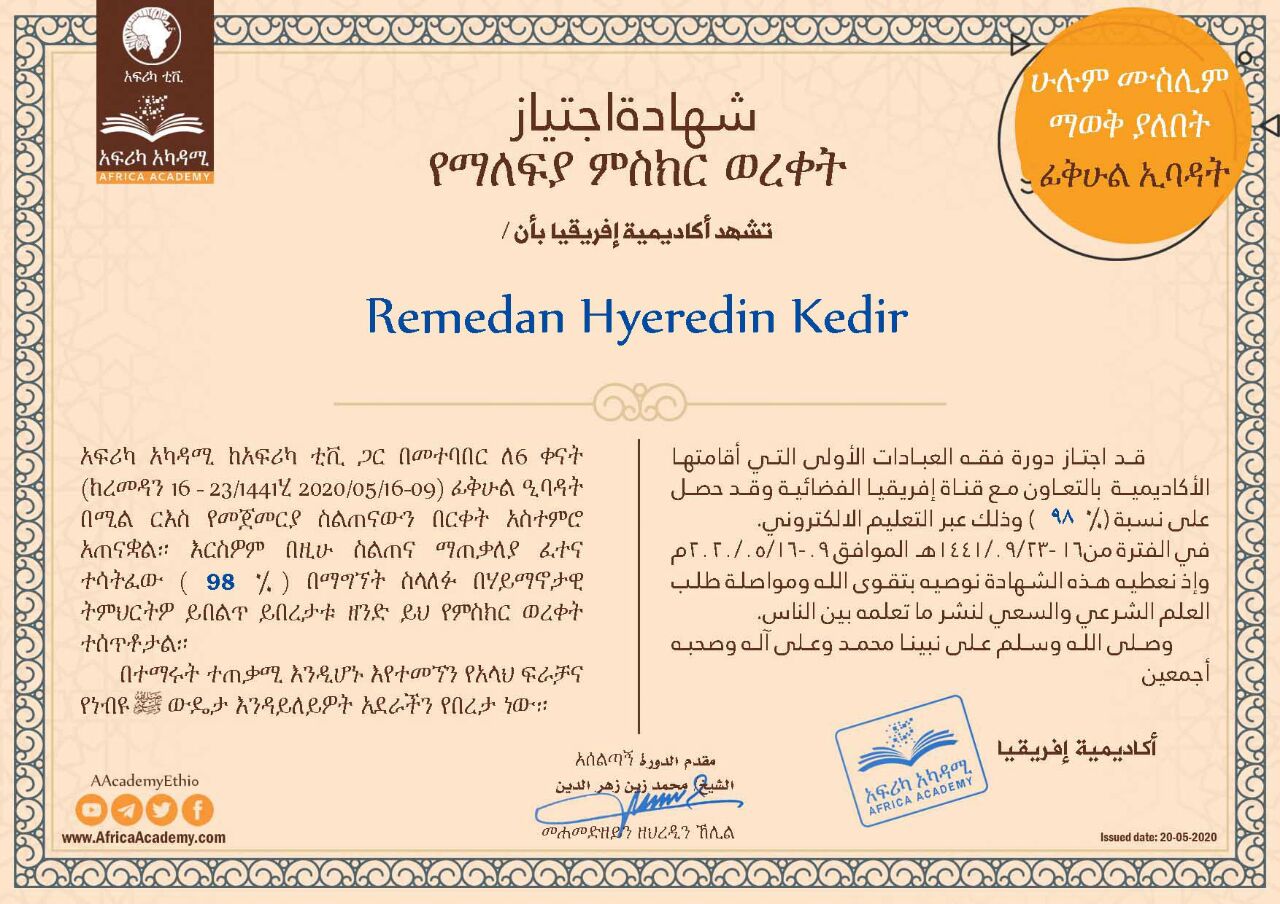 አፍሪካ ቲቪ
አፍሪካ አካዳሚ
AFRICA ACADEMY
ሁሉም ሙስሊም
ማወቅ ያለበት
ፊቅሁል ኢባዳት
شهادة اجتياز
የማለፍያ ምስክር ወረቀት
تشهد أكاديمية إفريقيا بأن /
Remedan Hyeredin Kedir
አፍሪካ አካዳሚ ከአፍሪካ ቲቪ ጋር በመተባበር ለ6 ቀናት
(ከረመዳን 16 - 23/1441ሂ 2020/05/16-09) ፊቅሁል ዒባዳት
በሚል ርእስ የመጀመርያ ስልጠናውን በርቀት አስተምሮ
አጠናቋል። እርስዎም በዚሁ ስልጠና ማጠቃለያ ፈተና
ተሳትፈው ( 98 % ) በማግኘት ስላለፉ በሃይማኖታዊ
ትምህርትዎ ይበልጥ ይበረታቱ ዘንድ ይህ የምስክር ወረቀት
ተሰጥቶታል።
በተማሩት ተጠቃሚ እንዲሆኑ እየተመኘን የአላህ ፍራቻና
የነብዩ ﷺ ውዴታ እንዳይለይዎት አደራችን የበረታ ነው።
قد اجتاز دورة فقه العبادات الأولى التي أقامتها
الأكاديمية بالتعاون مع قناة إفريقيا الفضائية وقد حصل
على نسبة (% ٩٨ ) وذلك عبر التعليم الالكتروني.
في الفترة من١٦-١٤٤١/٠٩/٢٣هـ الموافق ٠٩-٢٠٢٠/٠٥/١٦م
وإذ نعطيه هذه الشهادة نوصيه بتقوى الله ومواصلة طلب
العلم الشرعي والسعي لنشر ما تعلمه بين الناس.
وصلى الله وسلم على نبينا محمد وعلى آله وصحبه
أجمعين
أكاديمية إفريقيا
አፍሪካ አካዳሚ
AFRICA ACADEMY
አሰልጣኝ مقدم الدورة
الشيخ/ محمد زين زهر الدين
መሐመድዘይን ዘህረዲን ኸሊል
AAcademyEthio
www.AfricaAcademy.com
Issued date: 20-05-2020